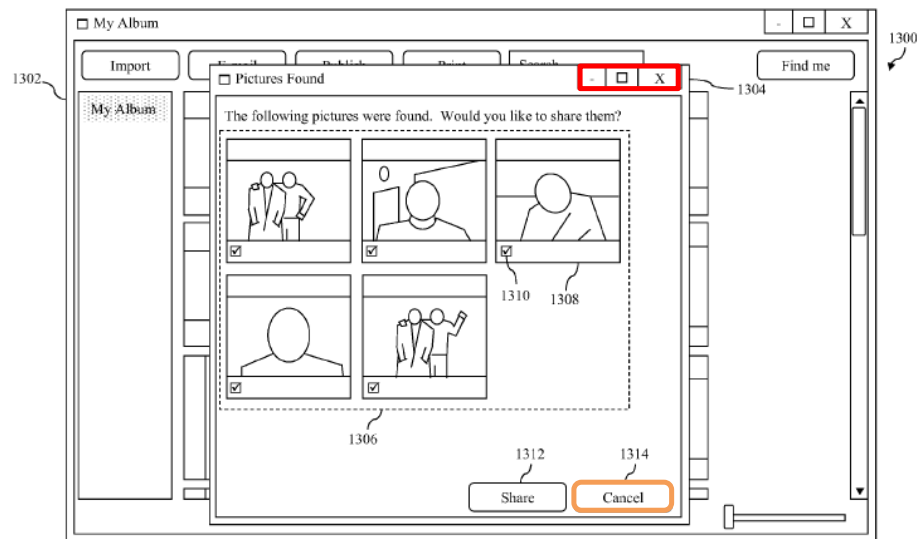 My Album
- X
1300
Import
Search
Find me
1302
Pictures Found
- X
1304
My Album
The following pictures were found. Would you like to share them?
1310
1308
1306
1312
1314
Share
Cancel